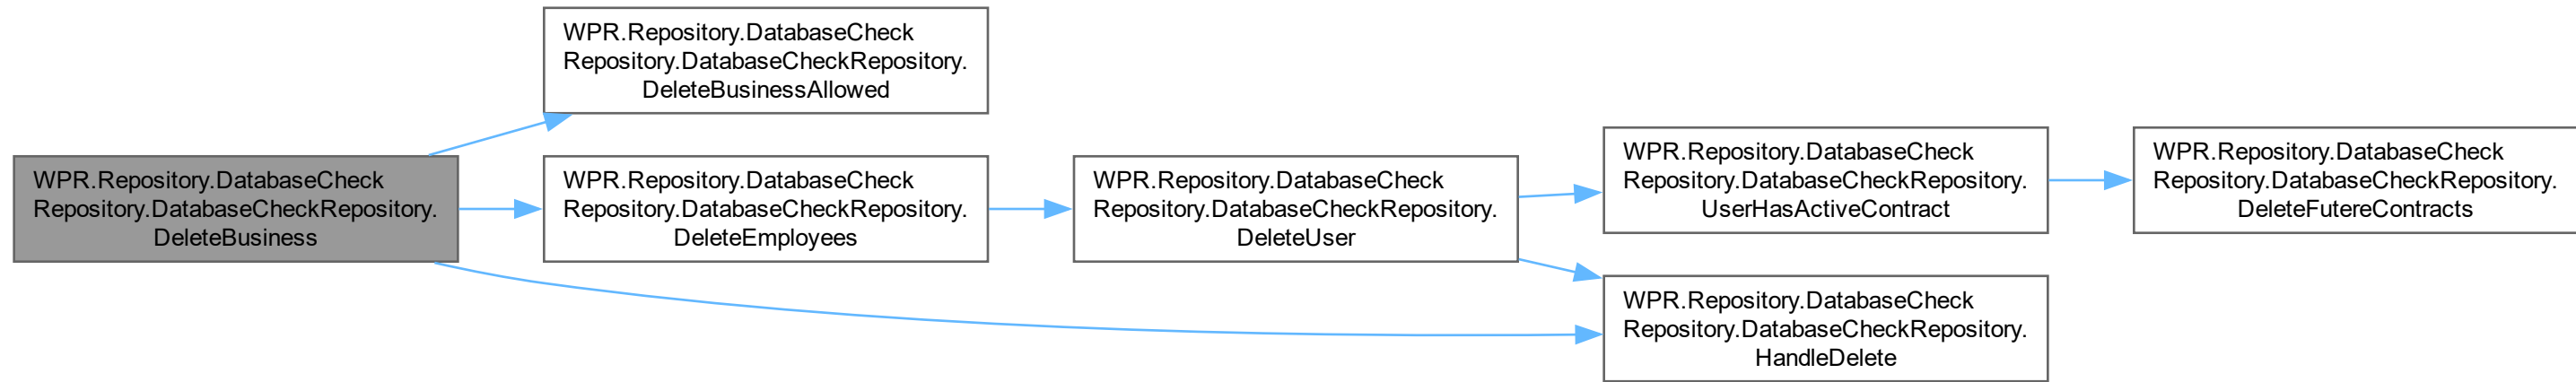 WPR.Repository.DatabaseCheck
Repository.DatabaseCheckRepository.
DeleteBusiness
WPR.Repository.DatabaseCheck
Repository.DatabaseCheckRepository.
DeleteBusinessAllowed
WPR.Repository.DatabaseCheck
Repository.DatabaseCheckRepository.
DeleteEmployees
WPR.Repository.DatabaseCheck
Repository.DatabaseCheckRepository.
DeleteUser
WPR.Repository.DatabaseCheck
Repository.DatabaseCheckRepository.
UserHasActiveContract
WPR.Repository.DatabaseCheck
Repository.DatabaseCheckRepository.
DeleteFutereContracts
WPR.Repository.DatabaseCheck
Repository.DatabaseCheckRepository.
HandleDelete